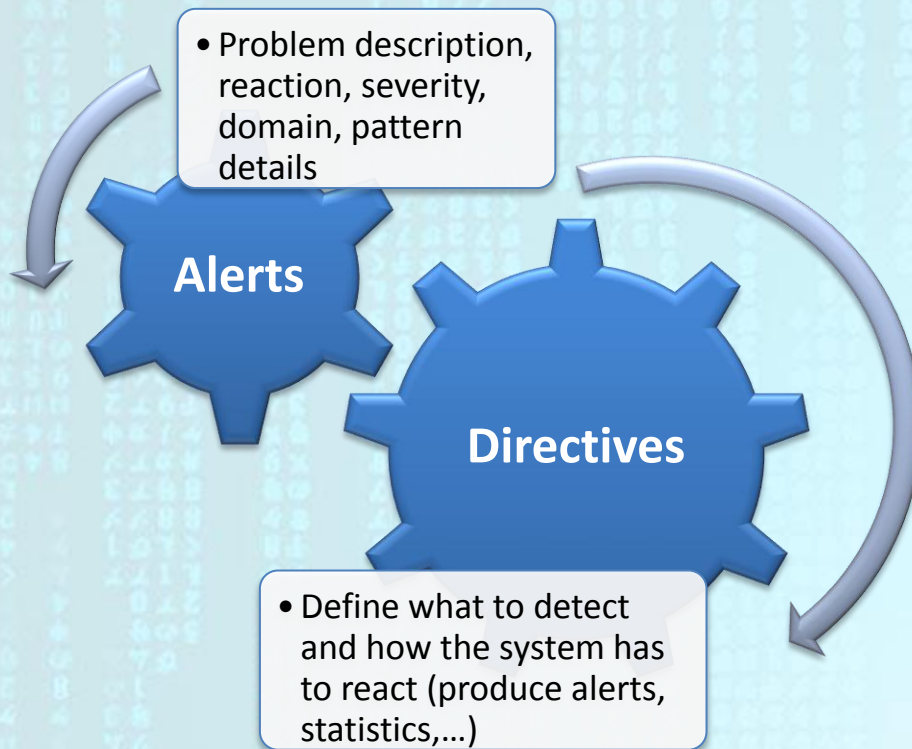 • Problem description,
reaction, severity,
domain, pattern
details
Alerts
Directives
• Define what to detect
and how the system has
to react (produce alerts,
statistics,...)